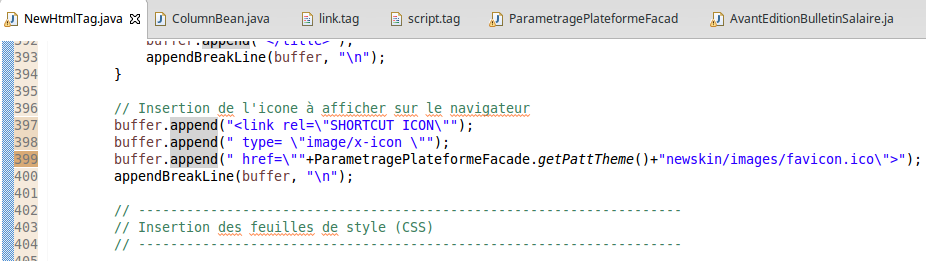 NewHtmlTag.java ColumnBean.java link.tag script.tag ParametragePlateformeFacad AvantEditionBulletinSalaire.ja
392 buffer.append("</title>");
393 appendBreakLine(buffer, "\n");
394 }
395
396 // Insertion de l'icone à afficher sur le navigateur
397 buffer.append("<link rel=\"SHORTCUT ICON\"");
398 buffer.append(" type= \"image/x-icon \"");
399 buffer.append(" href=\""+ParametragePlateformeFacade.getPattTheme()+"newskin/images/favicon.ico\">");
400 appendBreakLine(buffer, "\n");
401
402 // --------------------------------------------------------------------
403 // Insertion des feuilles de style (CSS)
404 // --------------------------------------------------------------------
405